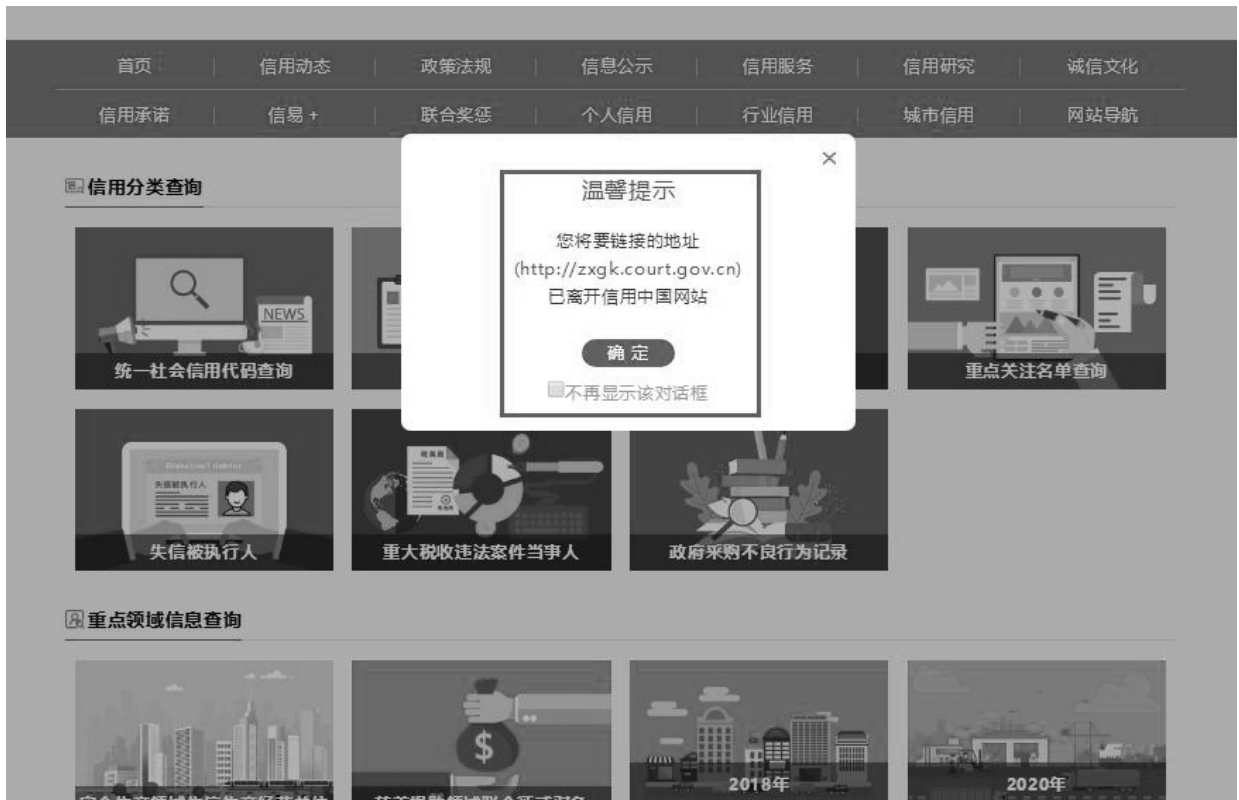 首页 信用动态 政策法规 信息公示 信用服务 信用研究 诚信文化
信用承诺 信易+ 联合奖惩 个人信用 行业信用 城市信用 网站导航
×
信用分类查询
温馨提示
您将要链接的地址
(http://zxgk.court.gov.cn)
已离开信用中国网站
确定
不再显示该对话框
NEWS
统一社会信用代码查询
重点关注名单查询
失信被执行人
失信被执行人
重大税收违法案件当事人
政府采购不良行为记录
重点领域信息查询
$
2018年
2020年